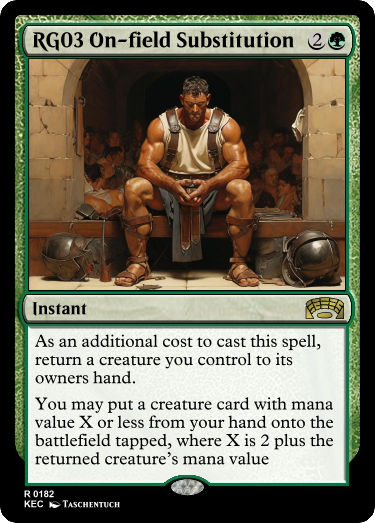 RG03 On-field Substitution 2
Instant
As an additional cost to cast this spell,
return a creature you control to its
owners hand.
You may put a creature card with mana
value X or less from your hand onto the
battlefield tapped, where X is 2 plus the
returned creature's mana value
R 0182
KEC TASCHENTUCH